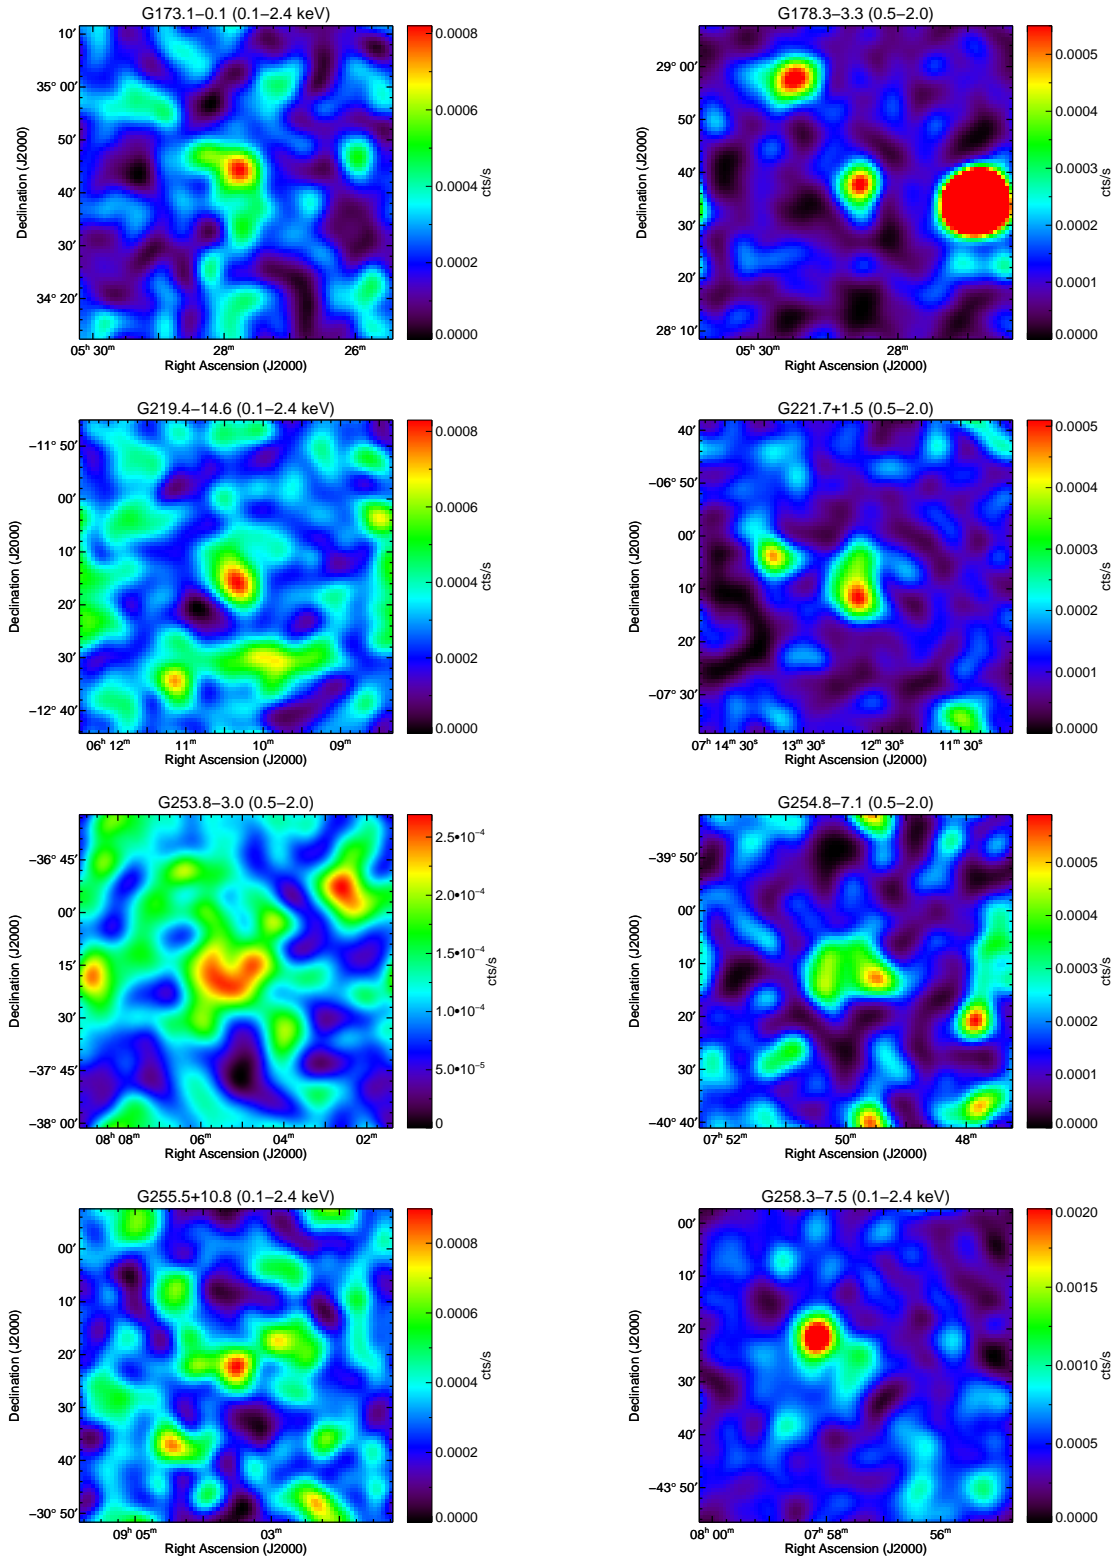 G173.1−0.1 (0.1−2.4 keV)
10′
35° 00′
50′
40′
30′
34° 20′
05ʰ 30ᵐ 28ᵐ 26ᵐ
Right Ascension (J2000)
Declination (J2000)
0.0008
0.0006
0.0004
0.0002
0.0000
cts/s
G178.3−3.3 (0.5−2.0)
29° 00′
50′
40′
30′
20′
28° 10′
05ʰ 30ᵐ 28ᵐ
Right Ascension (J2000)
Declination (J2000)
0.0005
0.0004
0.0003
0.0002
0.0001
0.0000
cts/s
G219.4−14.6 (0.1−2.4 keV)
−11° 50′
00′
10′
20′
30′
−12° 40′
06ʰ 12ᵐ 11ᵐ 10ᵐ 09ᵐ
Right Ascension (J2000)
Declination (J2000)
0.0008
0.0006
0.0004
0.0002
0.0000
cts/s
G221.7+1.5 (0.5−2.0)
40′
−06° 50′
00′
10′
20′
−07° 30′
07ʰ 14ᵐ 30ˢ 13ᵐ 30ˢ 12ᵐ 30ˢ 11ᵐ 30ˢ
Right Ascension (J2000)
Declination (J2000)
0.0005
0.0004
0.0003
0.0002
0.0001
0.0000
cts/s
G253.8−3.0 (0.5−2.0)
−36° 45′
00′
15′
30′
−37° 45′
−38° 00′
08ʰ 08ᵐ 06ᵐ 04ᵐ 02ᵐ
Right Ascension (J2000)
Declination (J2000)
2.5•10⁻⁴
2.0•10⁻⁴
1.5•10⁻⁴
1.0•10⁻⁴
5.0•10⁻⁵
0
cts/s
G254.8−7.1 (0.5−2.0)
−39° 50′
00′
10′
20′
30′
−40° 40′
07ʰ 52ᵐ 50ᵐ 48ᵐ
Right Ascension (J2000)
Declination (J2000)
0.0005
0.0004
0.0003
0.0002
0.0001
0.0000
cts/s
G255.5+10.8 (0.1−2.4 keV)
00′
10′
20′
30′
40′
−30° 50′
09ʰ 05ᵐ 03ᵐ
Right Ascension (J2000)
Declination (J2000)
0.0008
0.0006
0.0004
0.0002
0.0000
cts/s
G258.3−7.5 (0.1−2.4 keV)
00′
10′
20′
30′
40′
−43° 50′
08ʰ 00ᵐ 07ʰ 58ᵐ 56ᵐ
Right Ascension (J2000)
Declination (J2000)
0.0020
0.0015
0.0010
0.0005
0.0000
cts/s